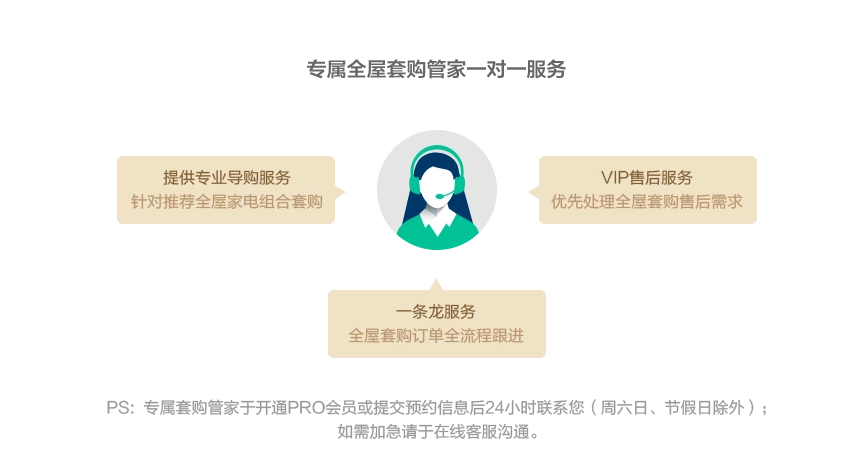 专属全屋套购管家一对一服务
提供专业导购服务
针对推荐全屋家电组合套购
VIP售后服务
优先处理全屋套购售后需求
一条龙服务
全屋套购订单全流程跟进
PS：专属套购管家于开通PRO会员或提交预约信息后24小时联系您（周六日、节假日除外）；
如需加急请于在线客服沟通。